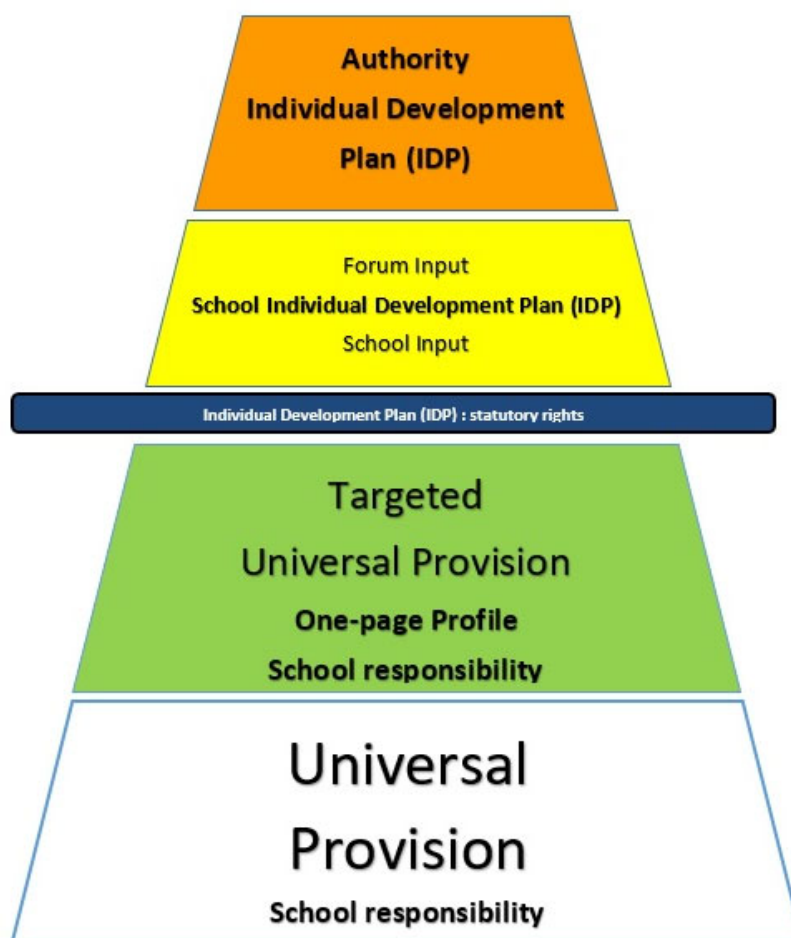 Authority
Individual Development
Plan (IDP)
Forum Input
School Individual Development Plan (IDP)
School Input
Individual Development Plan (IDP) : statutory rights
Targeted
Universal Provision
One-page Profile
School responsibility
Universal
Provision
School responsibility